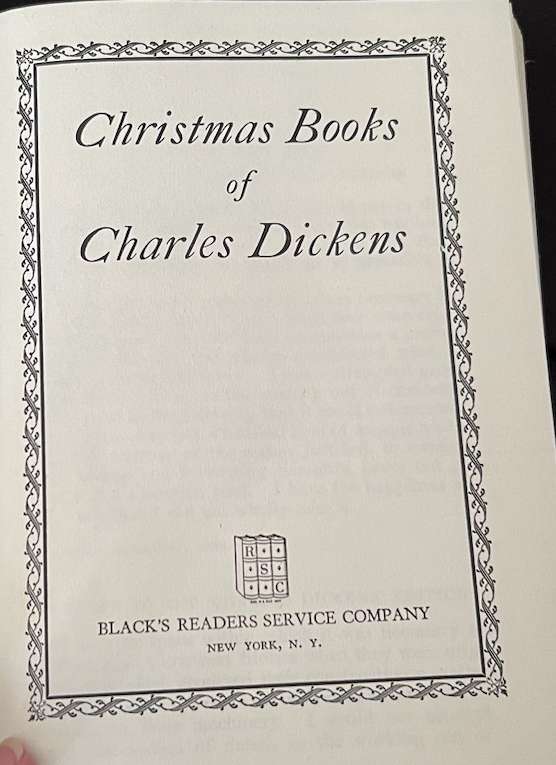 Christmas Books
of
Charles Dickens
R
S
C
BLACK'S READERS SERVICE COMPANY
NEW YORK, N. Y.